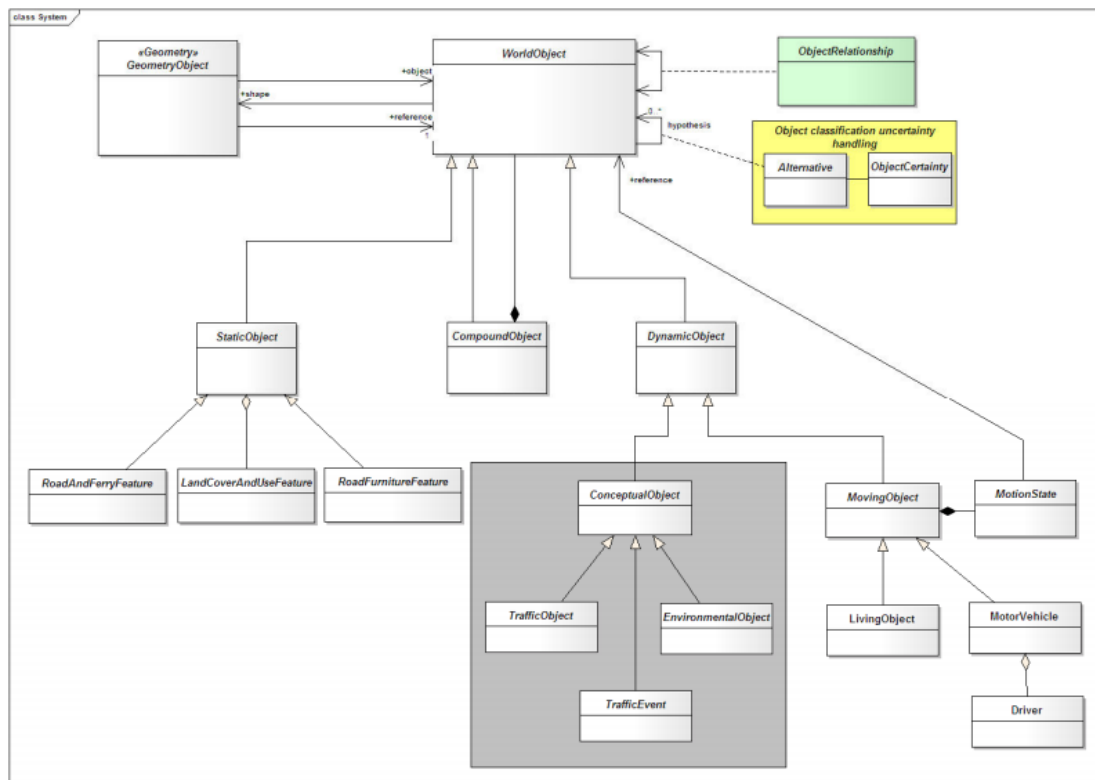 class System
«Geometry»
GeometryObject
WorldObject
ObjectRelationship
+object
+shape
+reference
1
0..*
hypothesis
Object classification uncertainty
handling
Alternative
ObjectCertainty
+reference
StaticObject
CompoundObject
DynamicObject
RoadAndFerryFeature
LandCoverAndUseFeature
RoadFurnitureFeature
ConceptualObject
MovingObject
MotionState
TrafficObject
EnvironmentalObject
LivingObject
MotorVehicle
TrafficEvent
Driver